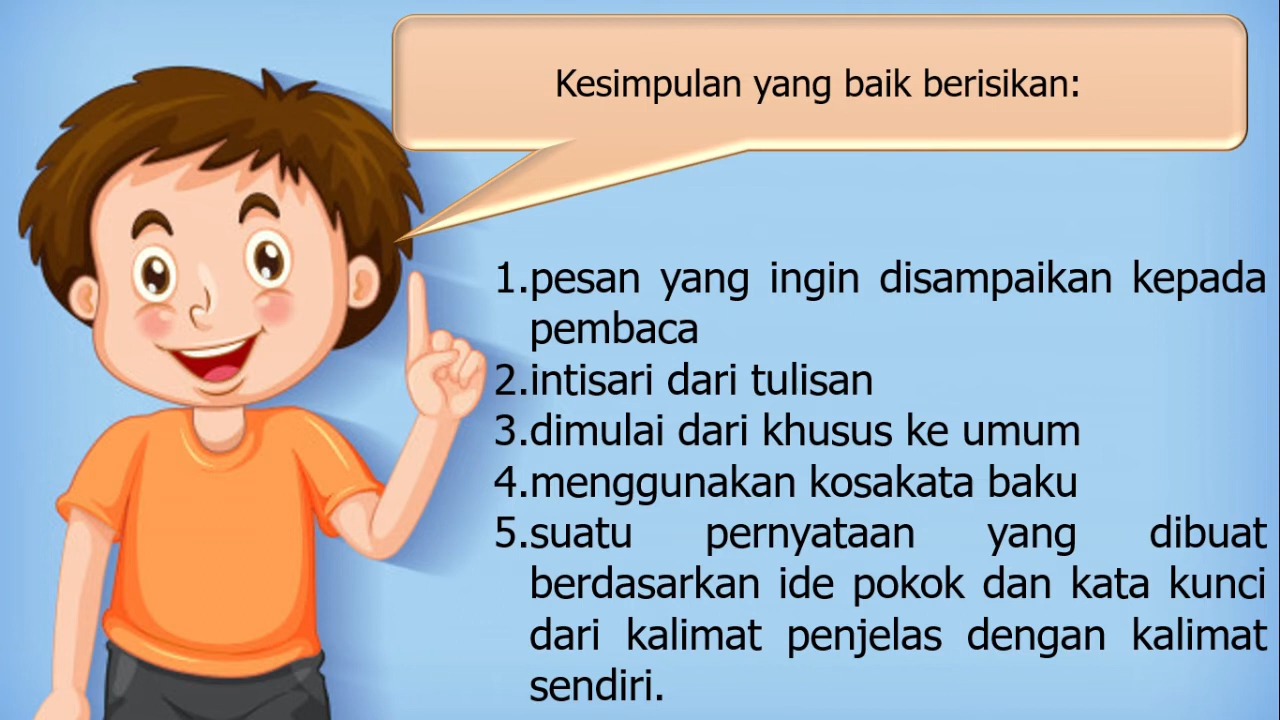 Kesimpulan yang baik berisikan:
1.pesan yang ingin disampaikan kepada
pembaca
2.intisari dari tulisan
3.dimulai dari khusus ke umum
4.menggunakan kosakata baku
5.suatu pernyataan yang dibuat
berdasarkan ide pokok dan kata kunci
dari kalimat penjelas dengan kalimat
sendiri.